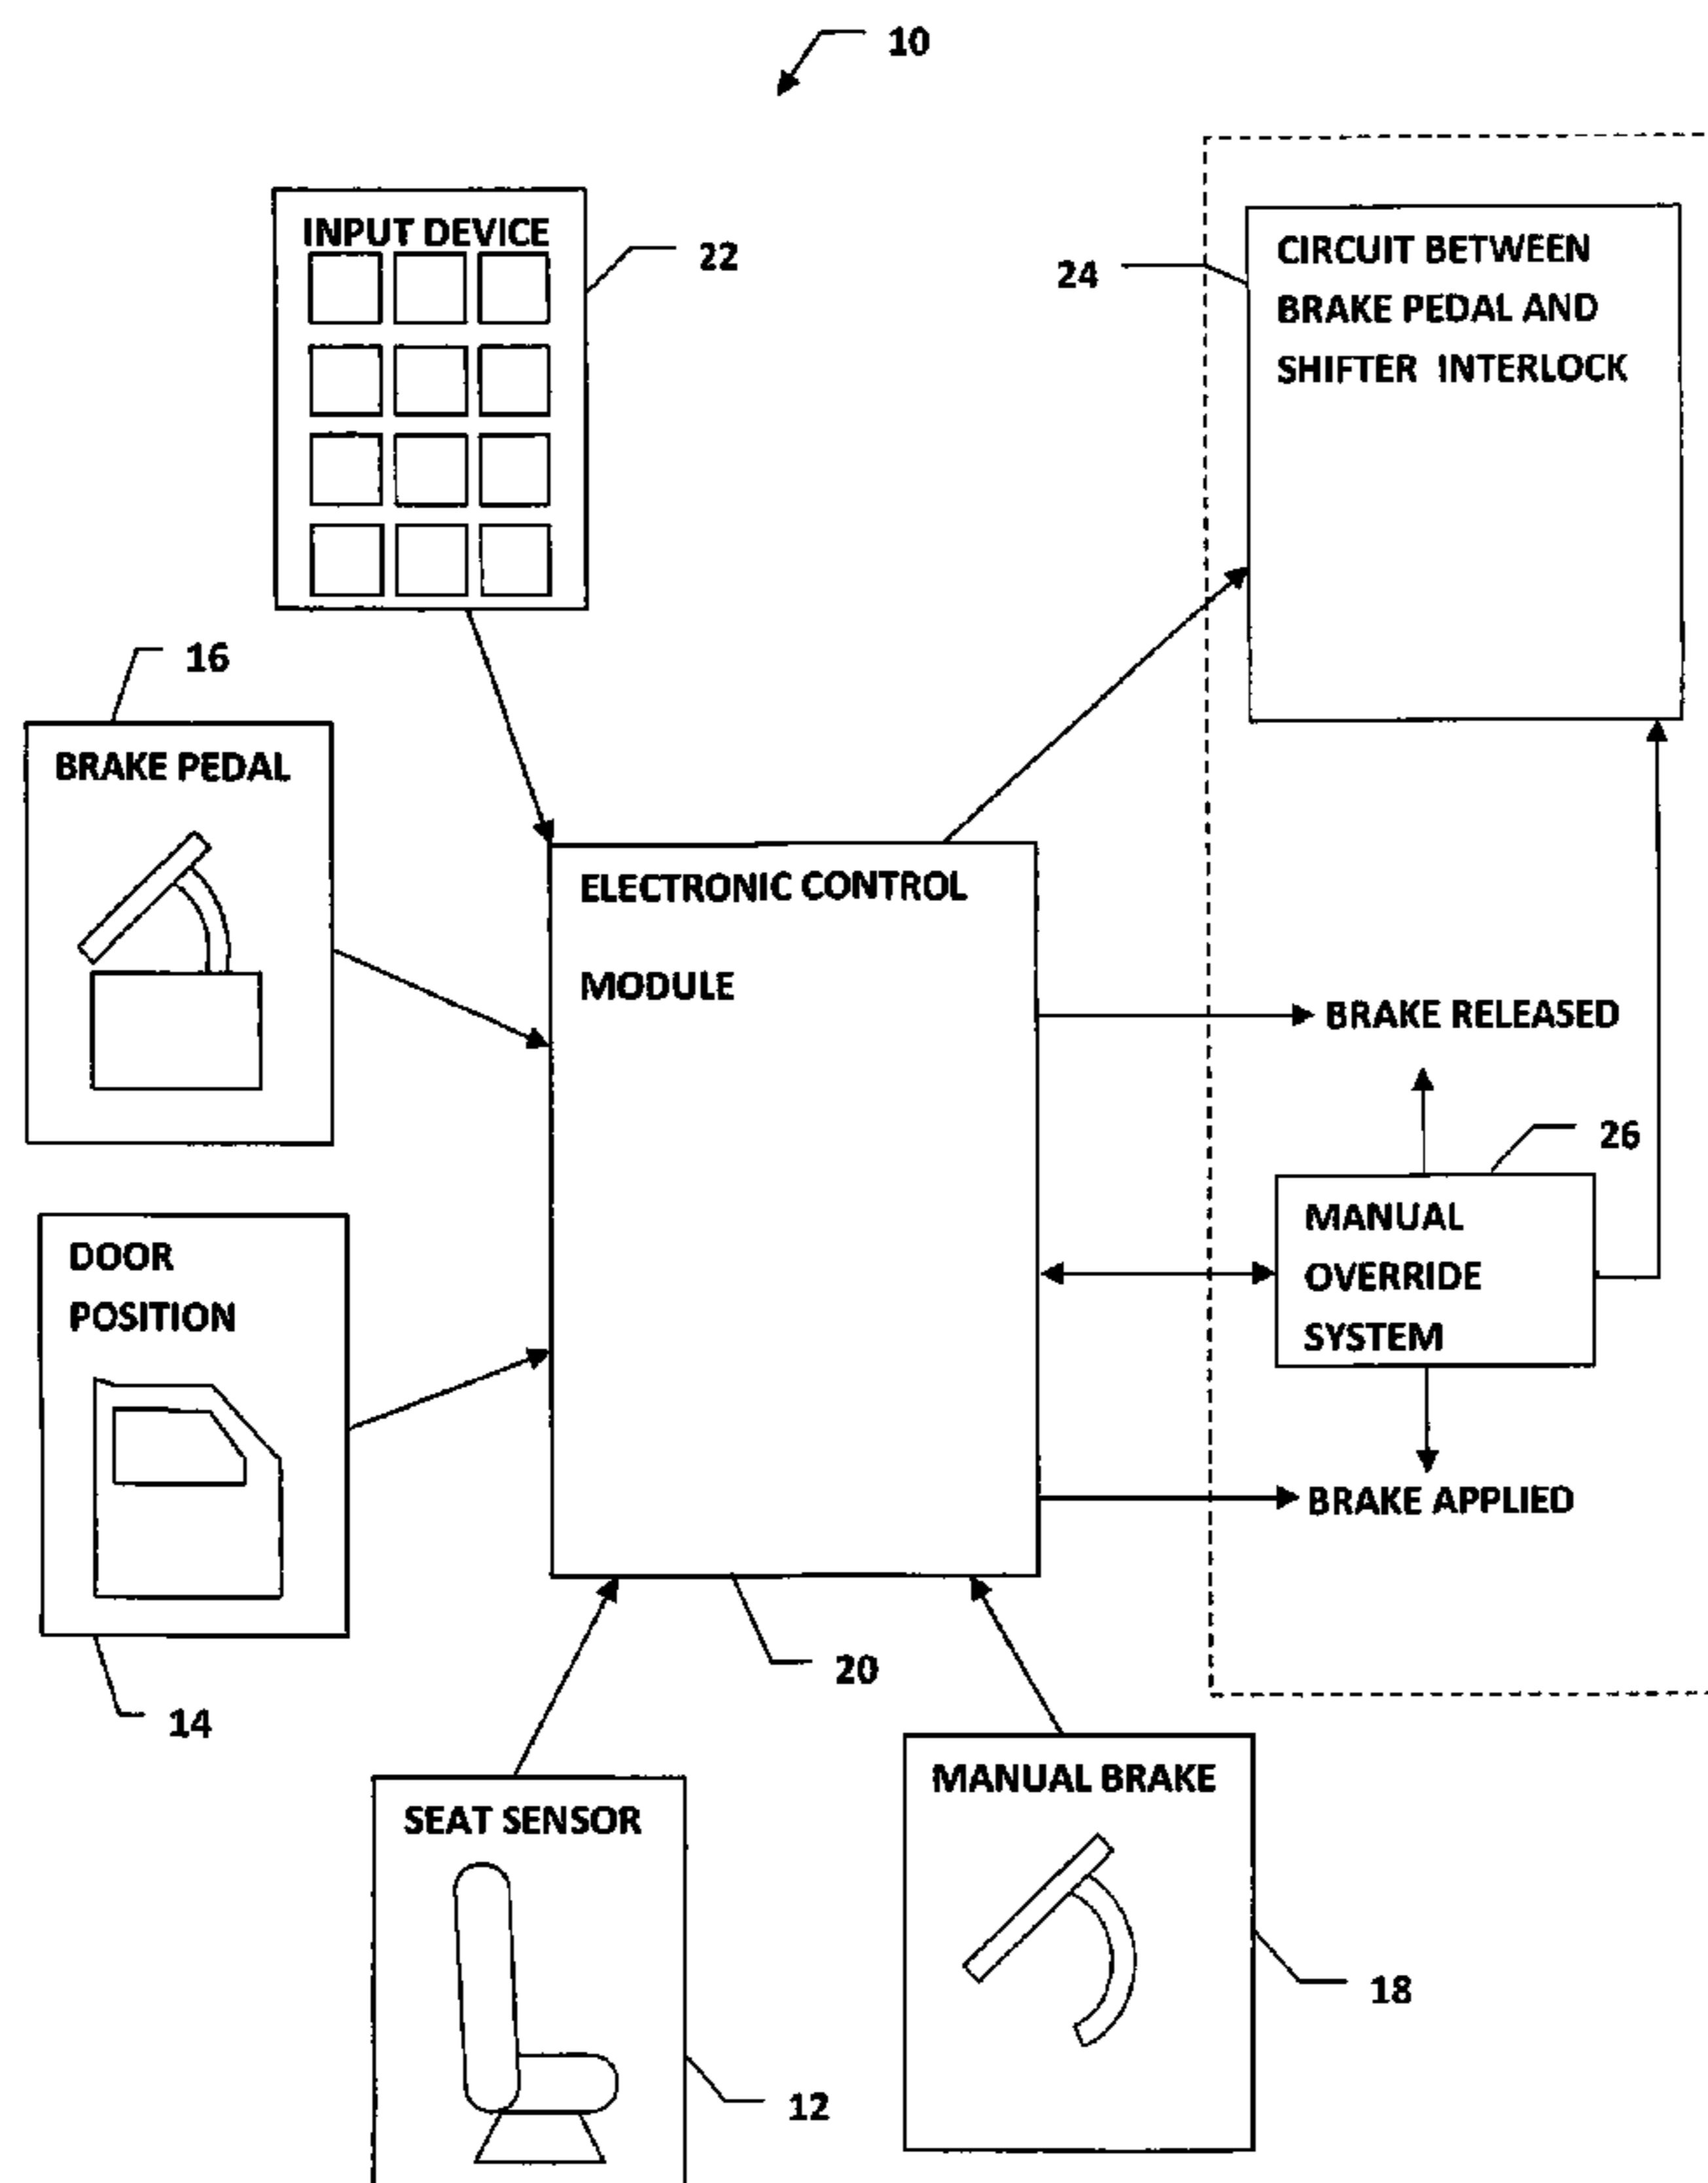 10
INPUT DEVICE
22
24
CIRCUIT BETWEEN
BRAKE PEDAL AND
SHIFTER INTERLOCK
16
BRAKE PEDAL
ELECTRONIC CONTROL
MODULE
BRAKE RELEASED
26
MANUAL
OVERRIDE
SYSTEM
DOOR
POSITION
BRAKE APPLIED
20
14
MANUAL BRAKE
SEAT SENSOR
18
12